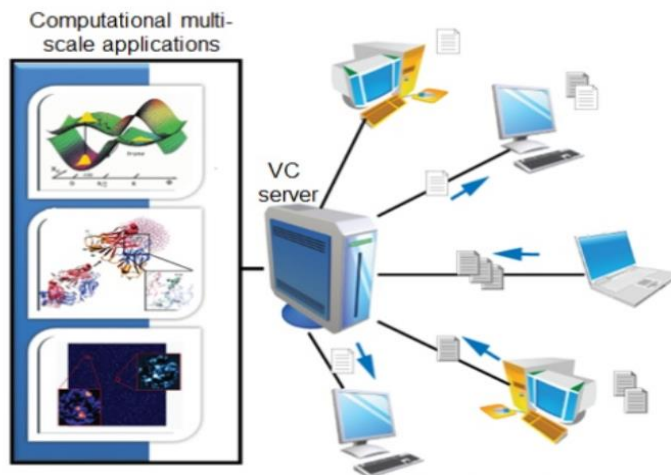 Computational multi-
scale applications
VC
server